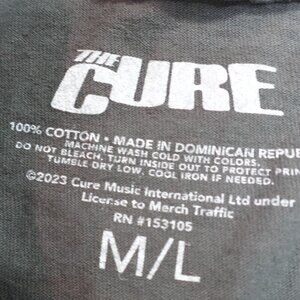 THE
CURE
100% COTTON • MADE IN DOMINICAN REPU
MACHINE WASH COLD WITH COLORS.
DO NOT BLEACH. TURN INSIDE OUT TO PROTECT PRIN
TUMBLE DRY LOW. COOL IRON IF NEEDED.
©2023 Cure Music International Ltd under
License to Merch Traffic
RN #153105
M/L